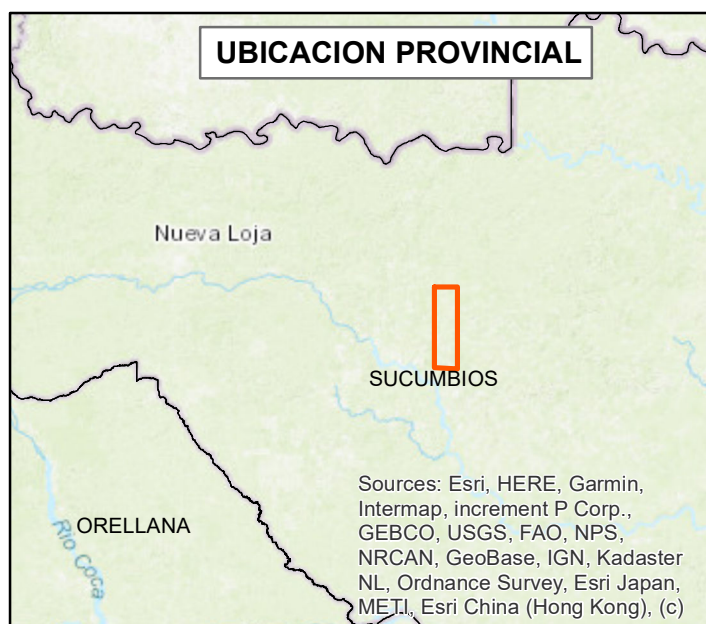 UBICACION PROVINCIAL
Nueva Loja
SUCUMBIOS
ORELLANA
Rio Coca
Sources: Esri, HERE, Garmin,
Intermap, increment P Corp.,
GEBCO, USGS, FAO, NPS,
NRCAN, GeoBase, IGN, Kadaster
NL, Ordnance Survey, Esri Japan,
METI, Esri China (Hong Kong), (c)